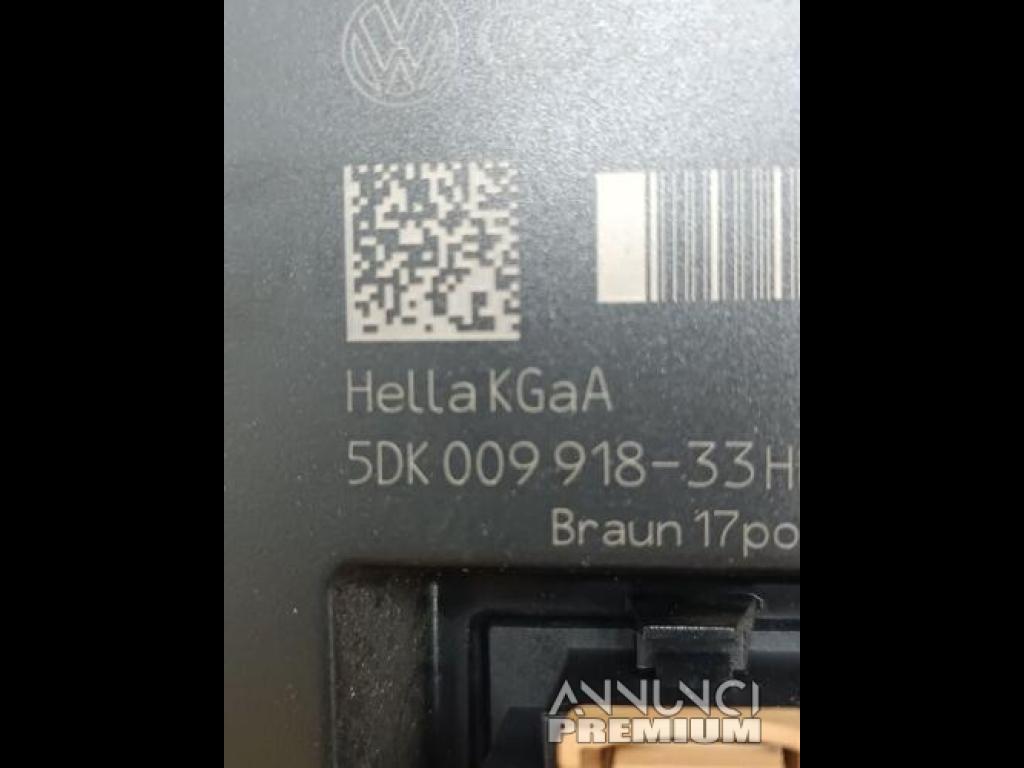 Hella KGaA
5DK 009 918-33 H
Braun 17po
ANNUNCI
PREMIUM